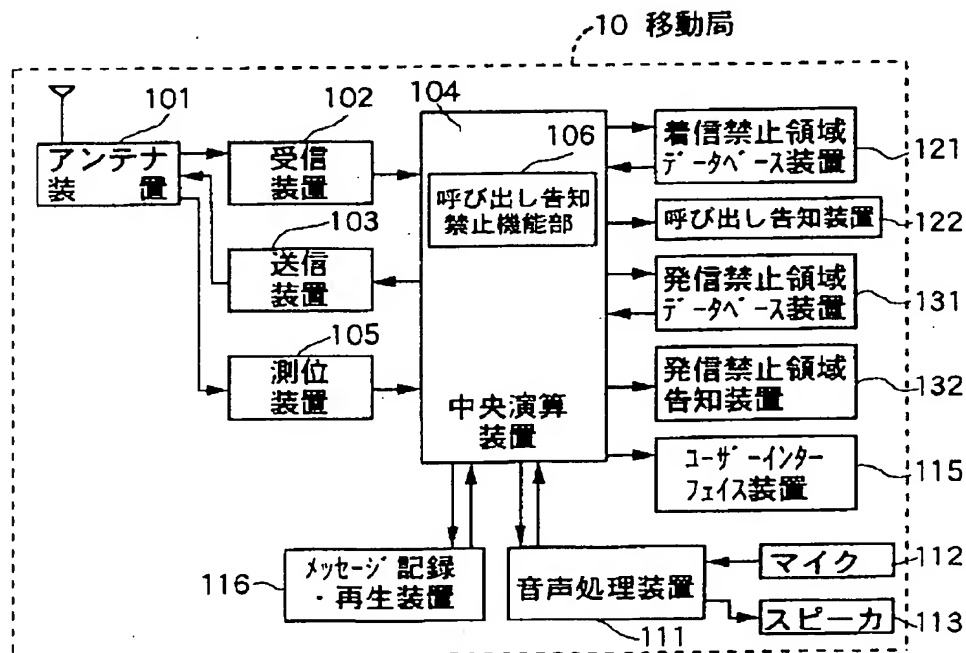 10 移動局
101
アンテナ
装 置
102
受信
装置
103
送信
装置
105
測位
装置
104
106
呼び出し告知
禁止機能部
中央演算
装置
着信禁止領域
データベース装置
121
呼び出し告知装置
122
発信禁止領域
データベース装置
131
発信禁止領域
告知装置
132
ユーザーインター
フェイス装置
115
116
メッセージ記録
・再生装置
音声処理装置
111
マイク
112
スピーカ
113